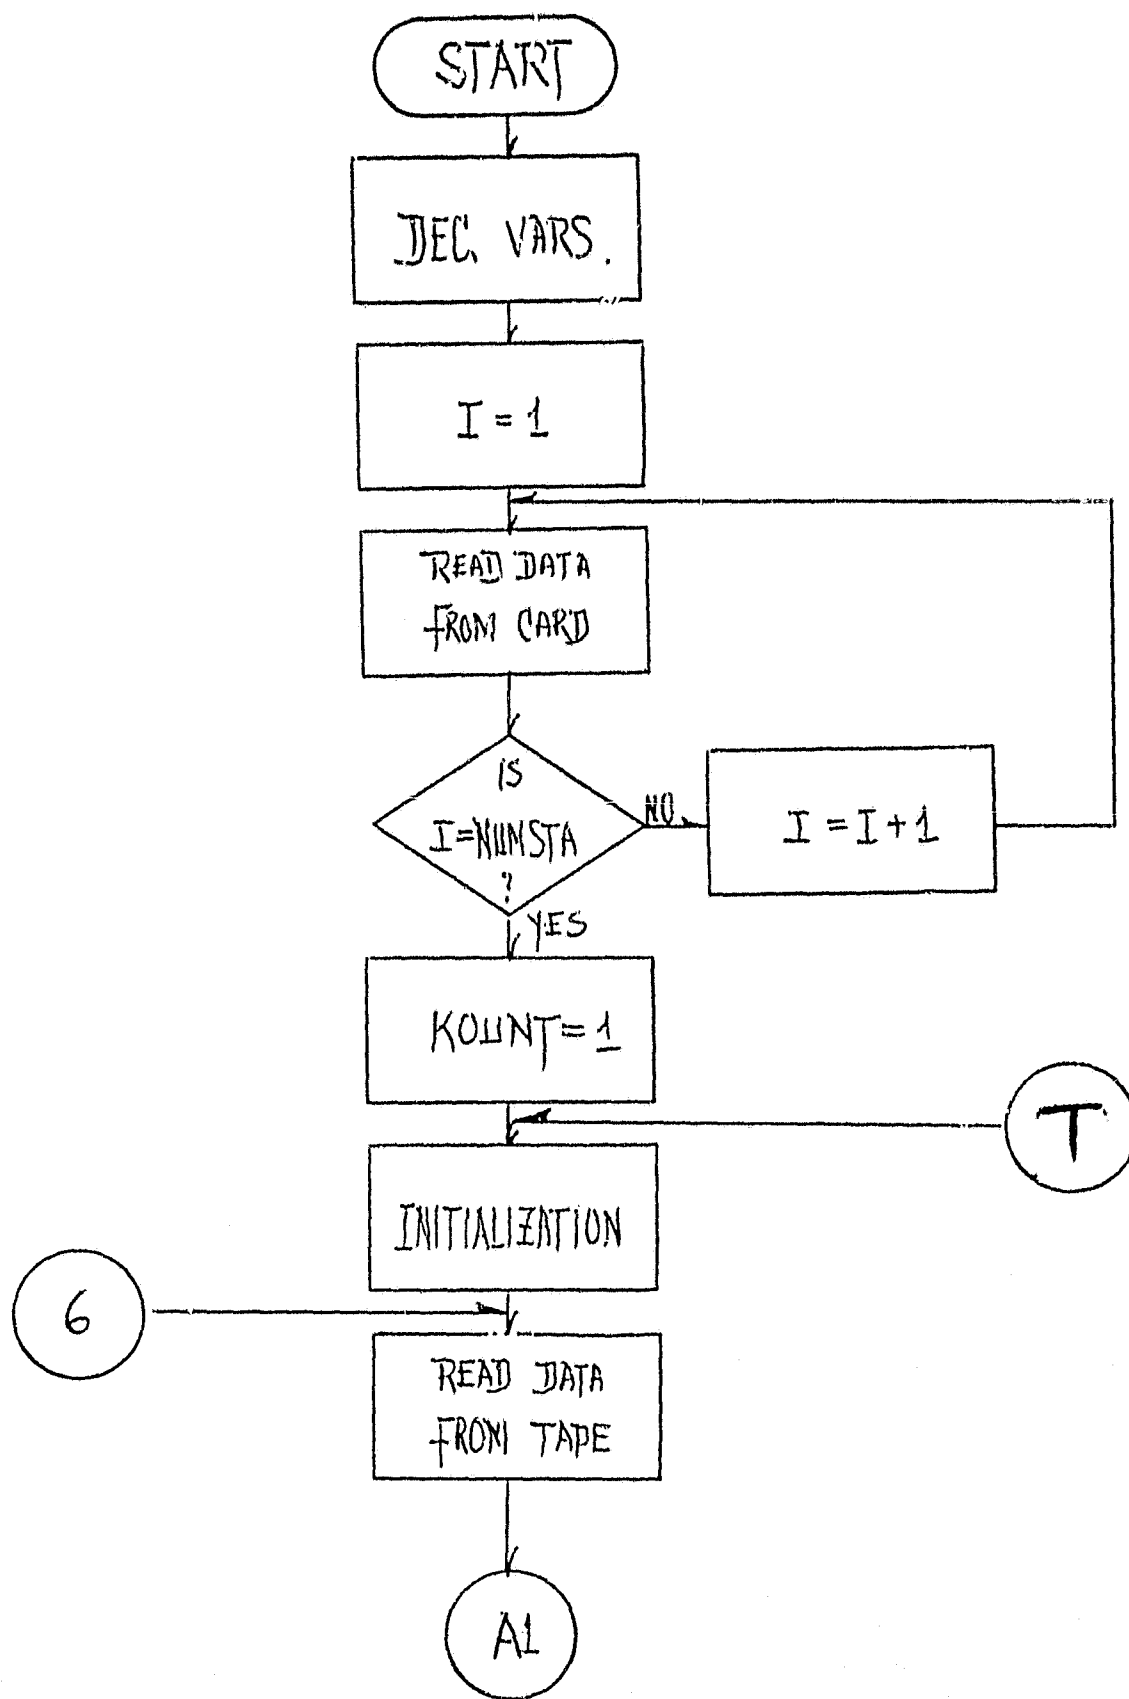 START
DEC. VARS.
I = 1
READ DATA
FROM CARD
IS
I=NUMSTA
?
NO
I = I + 1
YES
KOUNT = 1
T
INITIALIZATION
6
READ DATA
FROM TAPE
A1